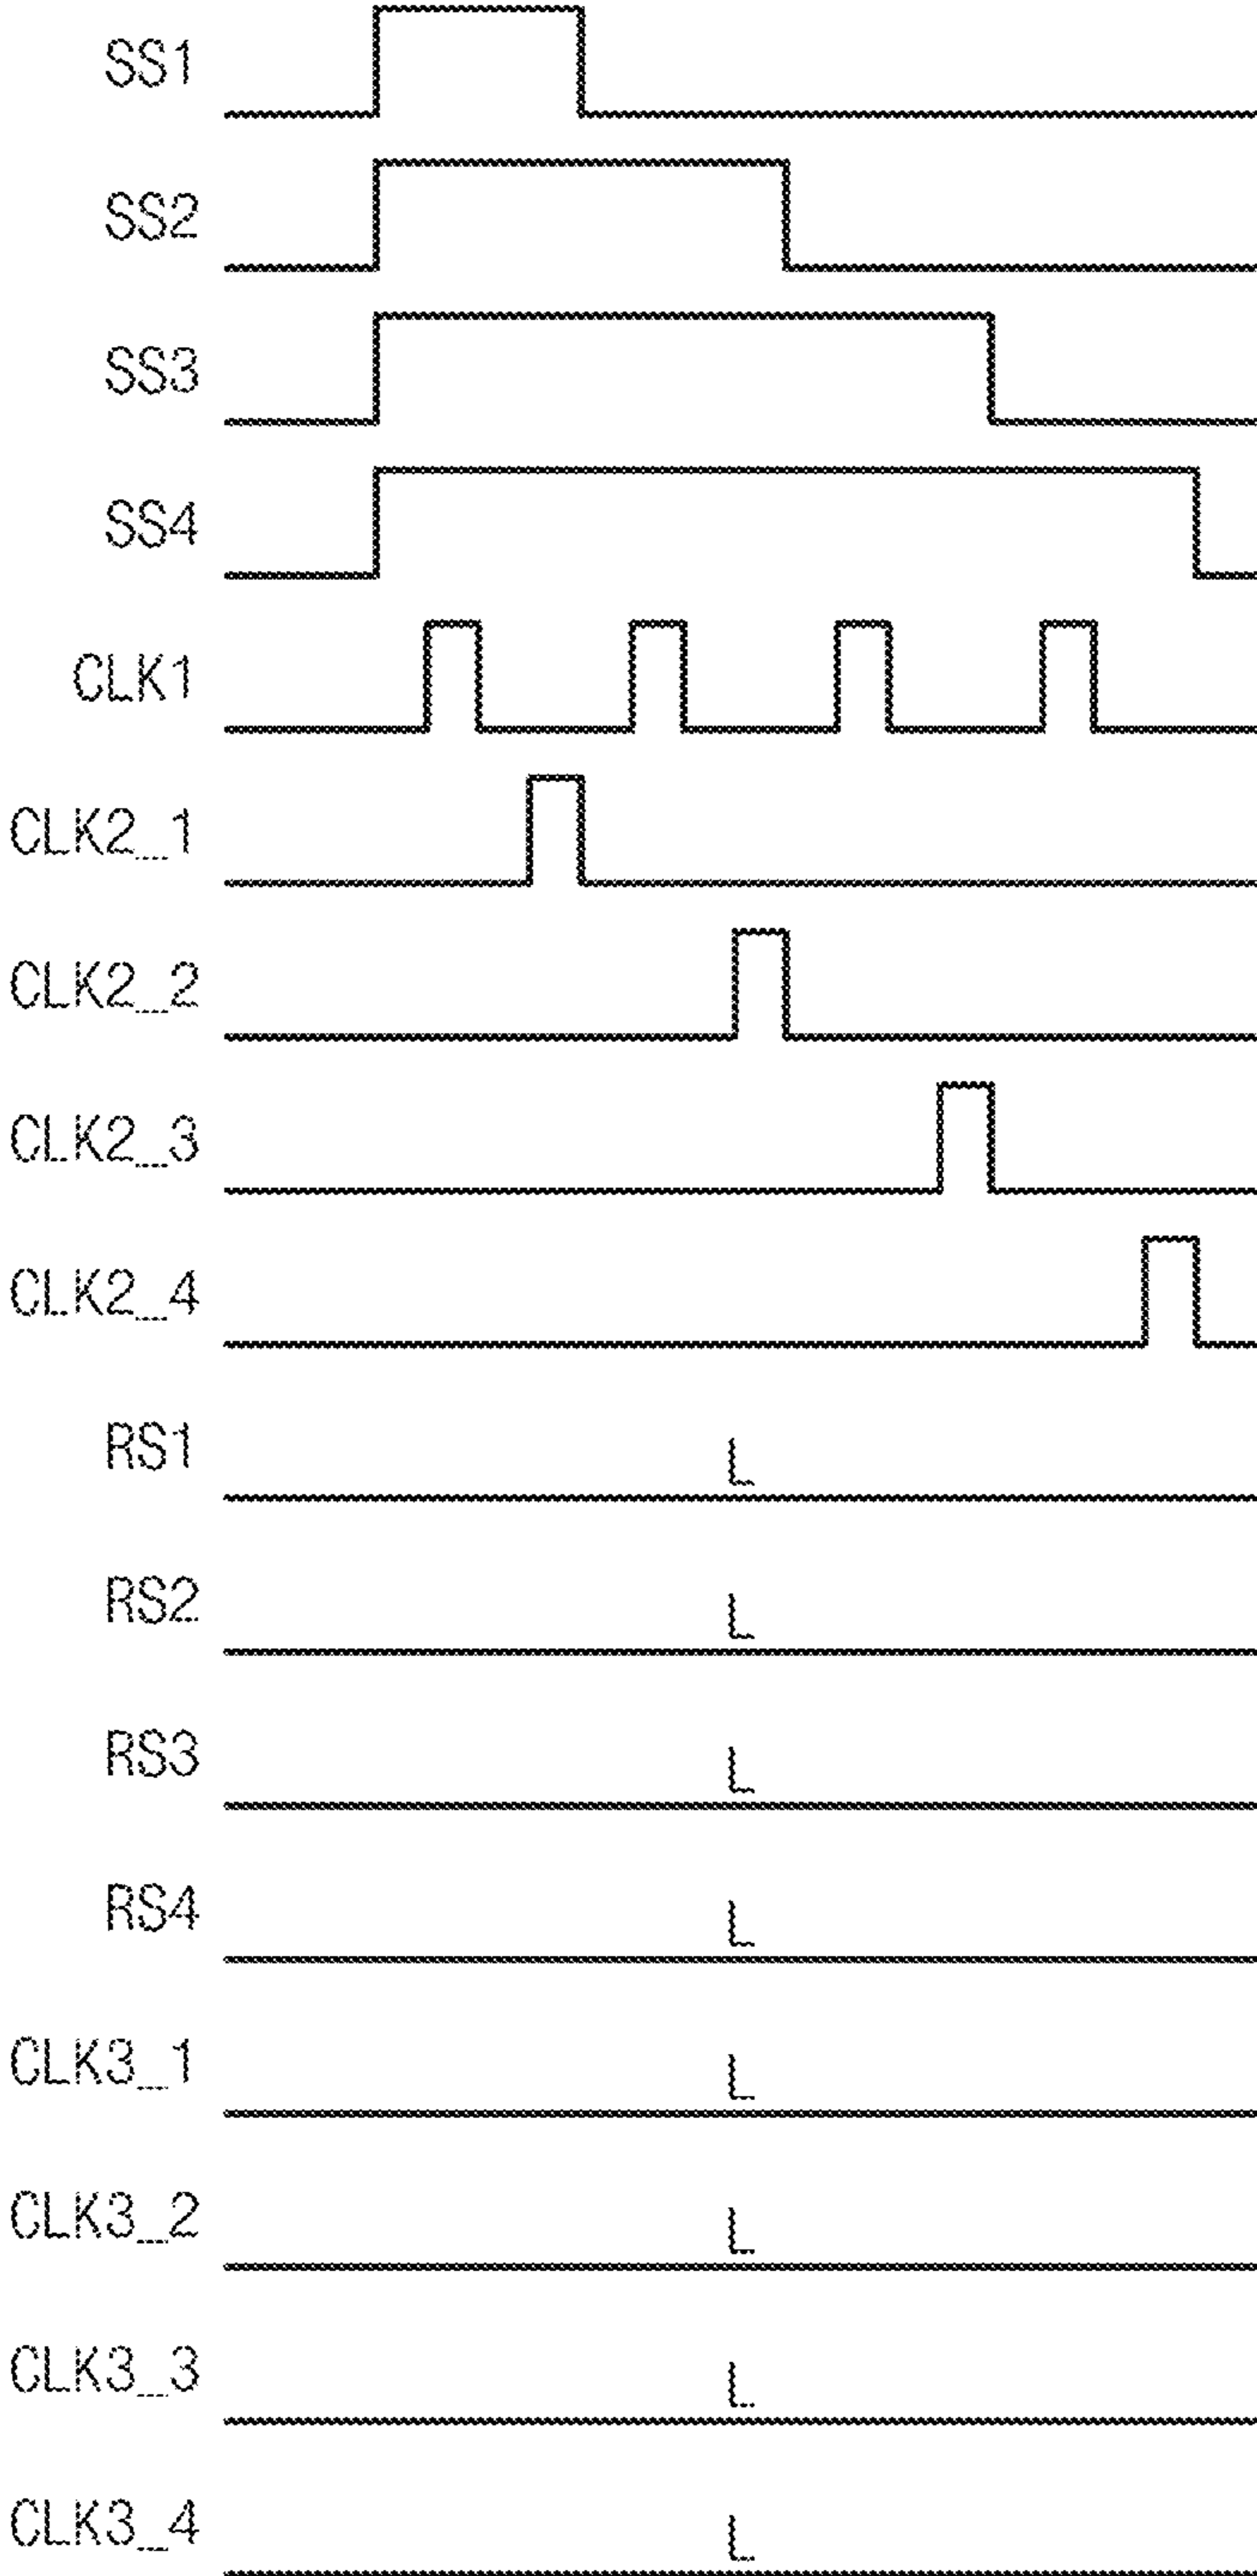 SS1
SS2
SS3
SS4
CLK1
CLK2_1
CLK2_2
CLK2_3
CLK2_4
RS1 L
RS2 L
RS3 L
RS4 L
CLK3_1 L
CLK3_2 L
CLK3_3 L
CLK3_4 L